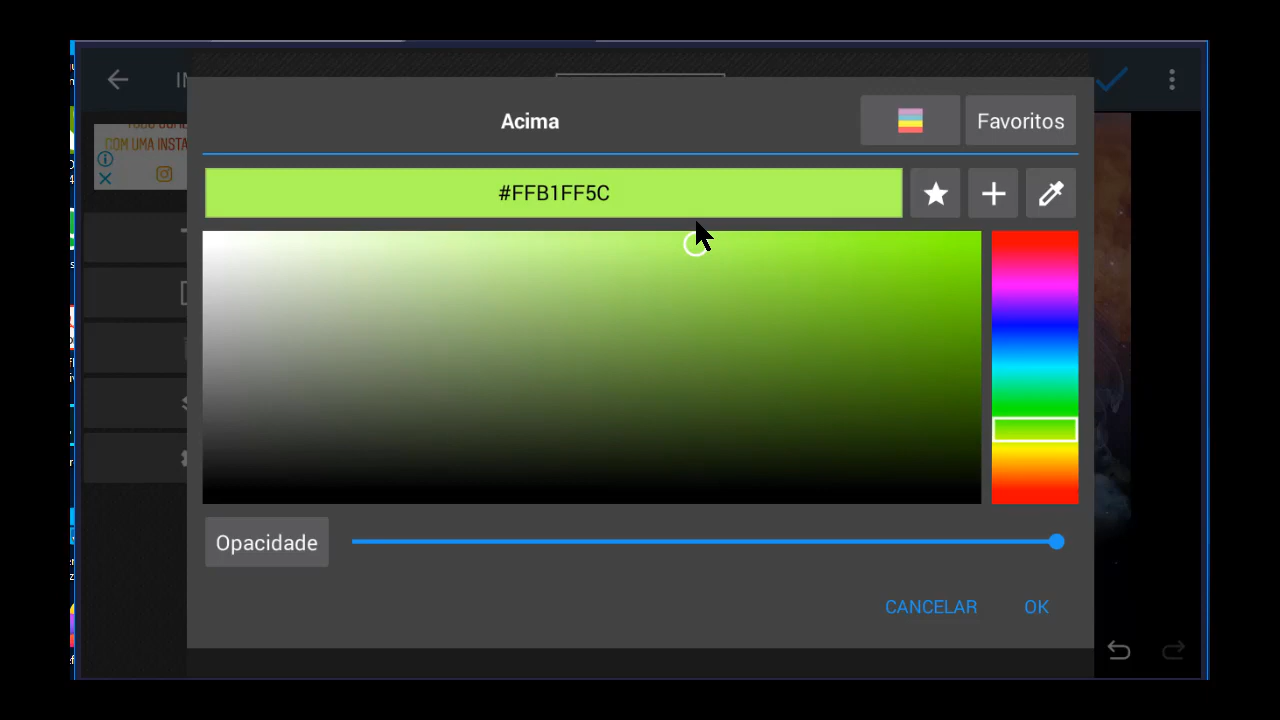 Acima
Favoritos
#FFB1FF5C
COM UMA INSTA
Opacidade
CANCELAR
OK